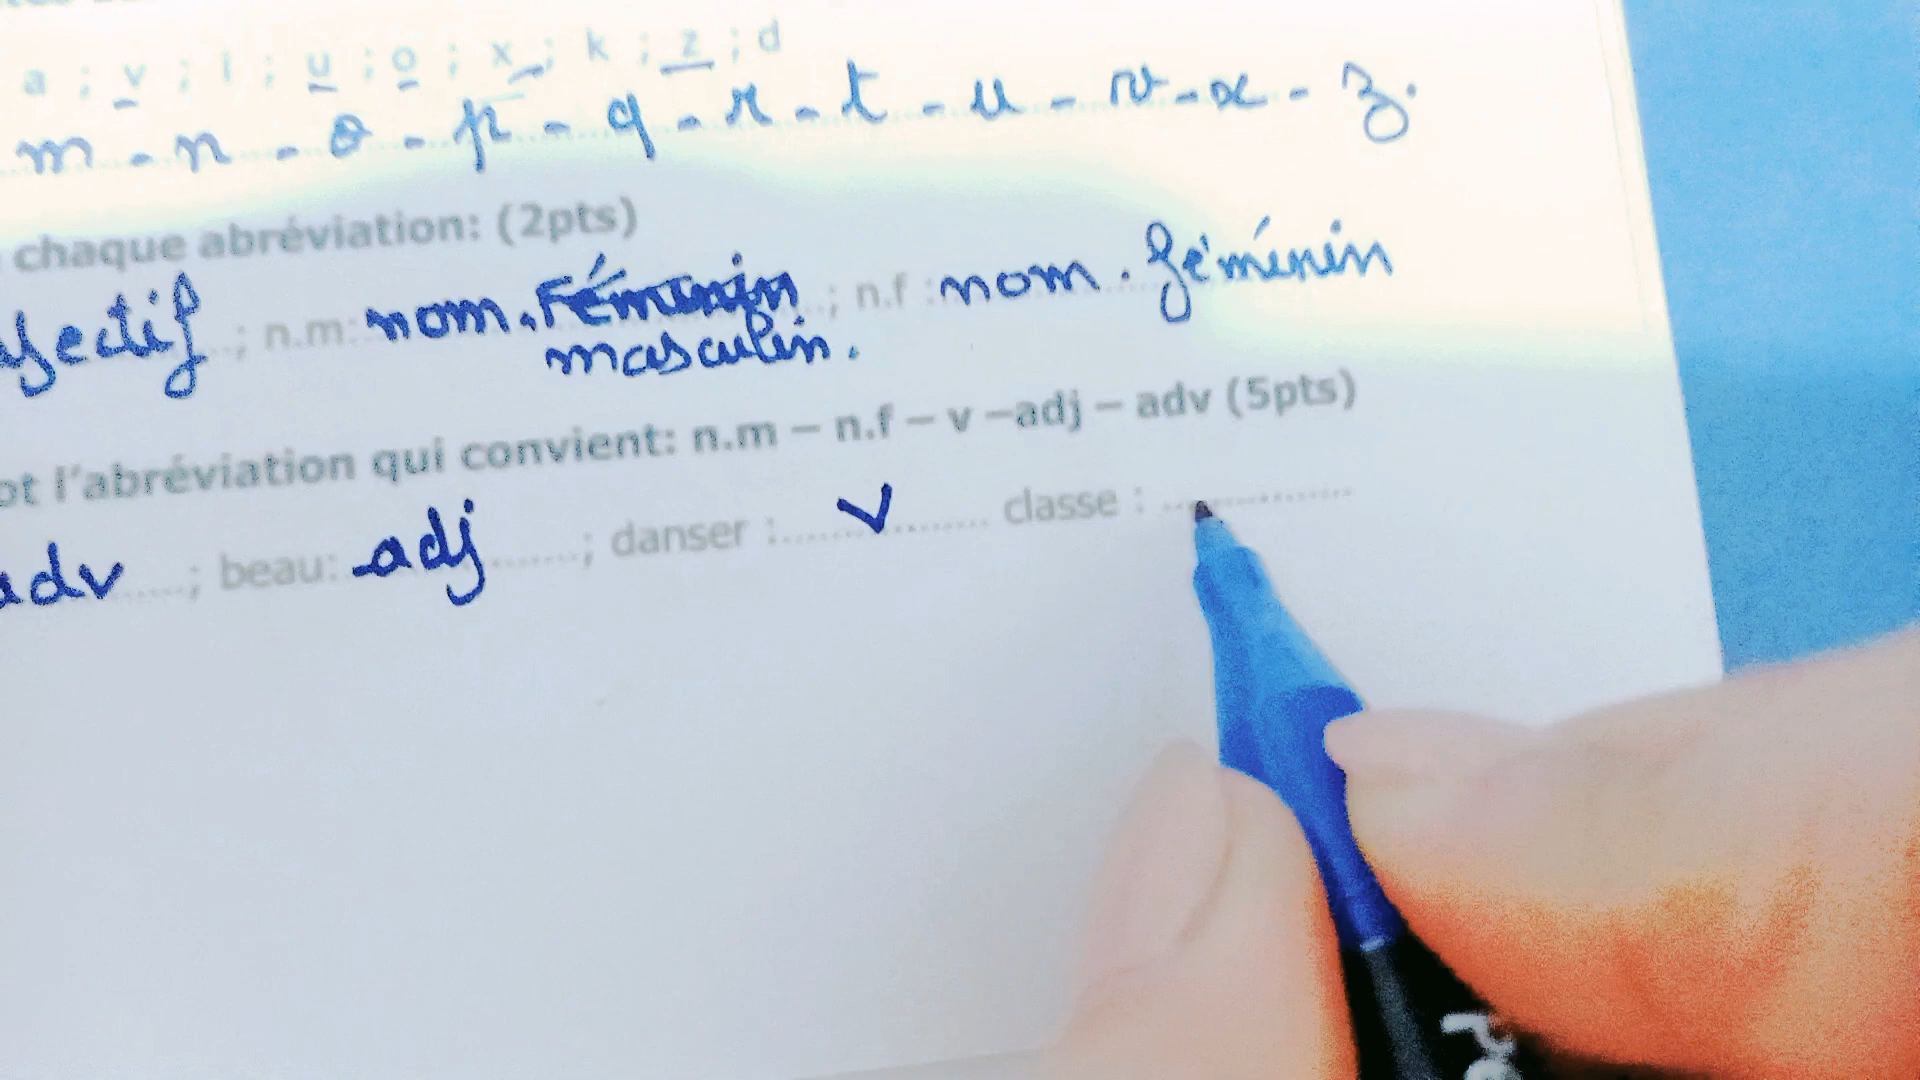 a ; v ; l ; u ; o ; x ; k ; z ; d
m - n - o - p - q - r - t - u - v - x - z.
chaque abréviation: (2pts)
jectif ; n.m: nom. Féminin ; n.f : nom. féminin
masculin.
ot l'abréviation qui convient: n.m – n.f – v –adj – adv (5pts)
adv ; beau: adj ; danser : v classe :